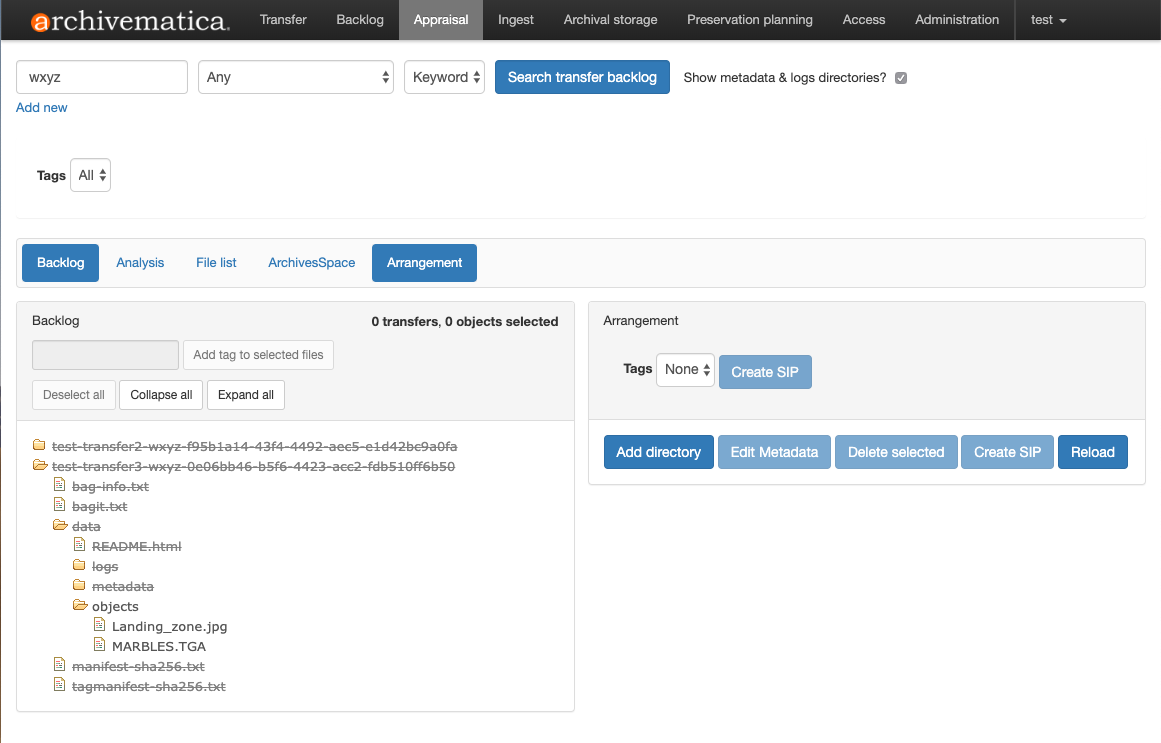 archivematica. Transfer Backlog Appraisal Ingest Archival storage Preservation planning Access Administration test
wxyz Any Keyword Search transfer backlog Show metadata & logs directories?
Add new
Tags All
Backlog Analysis File list ArchivesSpace Arrangement
Backlog 0 transfers, 0 objects selected
Add tag to selected files
Deselect all Collapse all Expand all
test-transfer2-wxyz-f95b1a14-43f4-4492-aec5-e1d42bc9a0fa
test-transfer3-wxyz-0e06bb46-b5f6-4423-acc2-fdb510ff6b50
bag-info.txt
bagit.txt
data
README.html
logs
metadata
objects
Landing_zone.jpg
MARBLES.TGA
manifest-sha256.txt
tagmanifest-sha256.txt
Arrangement
Tags None Create SIP
Add directory Edit Metadata Delete selected Create SIP Reload